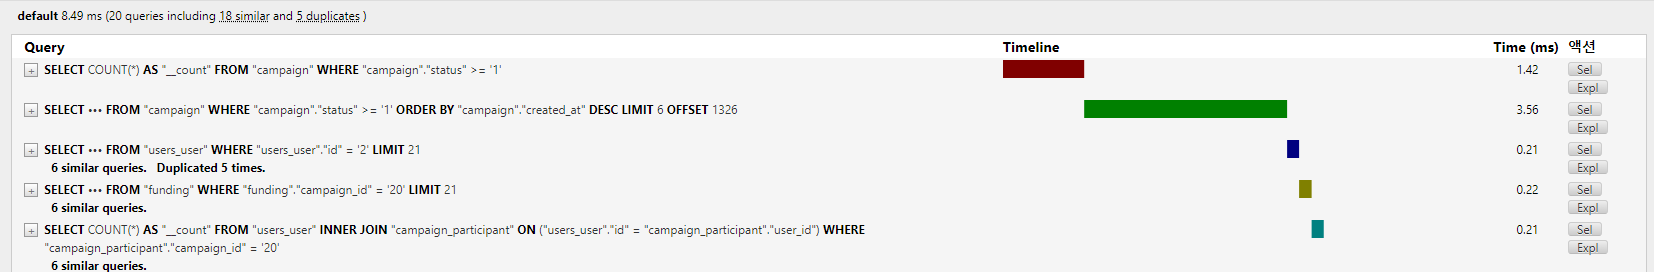 default 8.49 ms (20 queries including 18 similar and 5 duplicates )
Query Timeline Time (ms) 액션
+ SELECT COUNT(*) AS "__count" FROM "campaign" WHERE "campaign"."status" >= '1' 1.42 Sel
Expl
+ SELECT ••• FROM "campaign" WHERE "campaign"."status" >= '1' ORDER BY "campaign"."created_at" DESC LIMIT 6 OFFSET 1326 3.56 Sel
Expl
+ SELECT ••• FROM "users_user" WHERE "users_user"."id" = '2' LIMIT 21 0.21 Sel
6 similar queries. Duplicated 5 times. Expl
+ SELECT ••• FROM "funding" WHERE "funding"."campaign_id" = '20' LIMIT 21 0.22 Sel
6 similar queries. Expl
+ SELECT COUNT(*) AS "__count" FROM "users_user" INNER JOIN "campaign_participant" ON ("users_user"."id" = "campaign_participant"."user_id") WHERE 0.21 Sel
"campaign_participant"."campaign_id" = '20' Expl
6 similar queries.